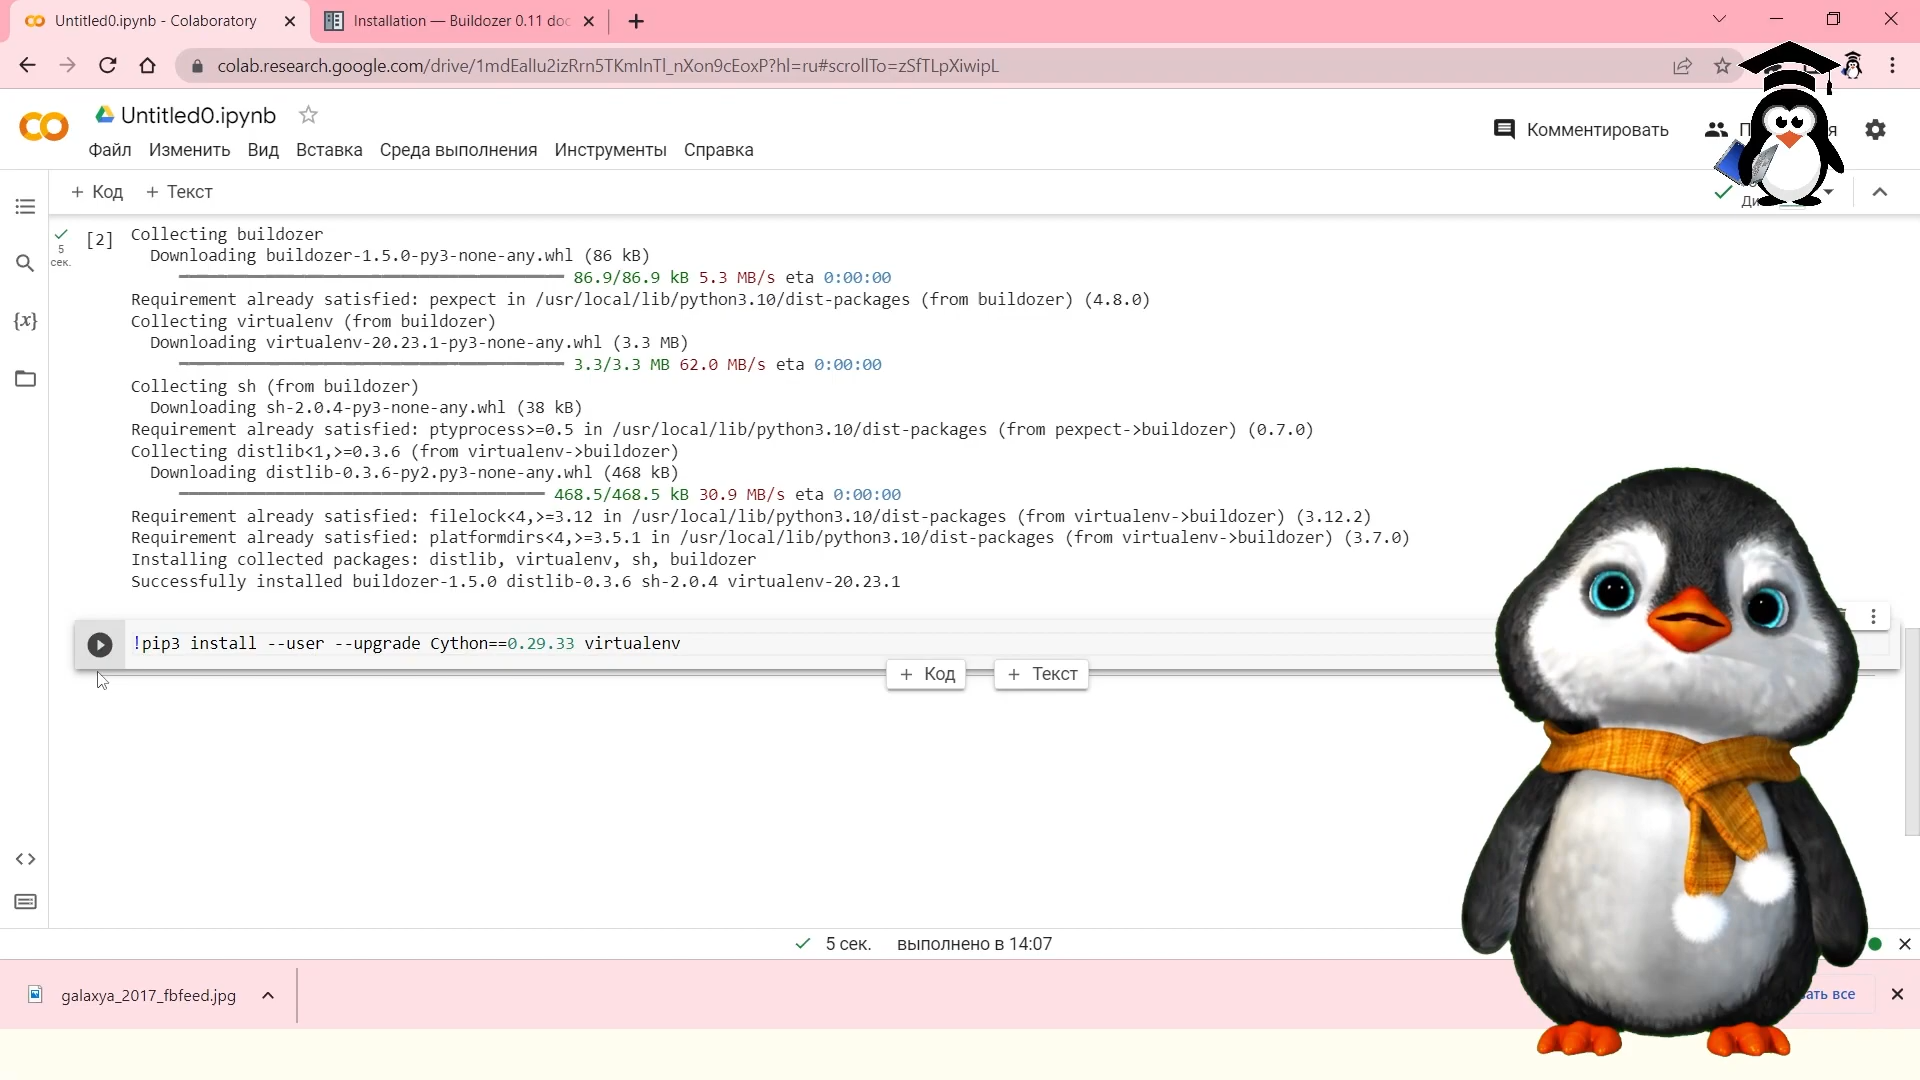 Untitled0.ipynb - Colaboratory
Installation — Buildozer 0.11 doc
colab.research.google.com/drive/1mdEalIu2izRrn5TKmlnTl_nXon9cEoxP?hl=ru#scrollTo=zSfTLpXiwipL
Untitled0.ipynb
Комментировать
Файл Изменить Вид Вставка Среда выполнения Инструменты Справка
+ Код + Текст
[2] Collecting buildozer
5 сек.
Downloading buildozer-1.5.0-py3-none-any.whl (86 kB)
86.9/86.9 kB 5.3 MB/s eta 0:00:00
Requirement already satisfied: pexpect in /usr/local/lib/python3.10/dist-packages (from buildozer) (4.8.0)
Collecting virtualenv (from buildozer)
Downloading virtualenv-20.23.1-py3-none-any.whl (3.3 MB)
3.3/3.3 MB 62.0 MB/s eta 0:00:00
Collecting sh (from buildozer)
Downloading sh-2.0.4-py3-none-any.whl (38 kB)
Requirement already satisfied: ptyprocess>=0.5 in /usr/local/lib/python3.10/dist-packages (from pexpect->buildozer) (0.7.0)
Collecting distlib<1,>=0.3.6 (from virtualenv->buildozer)
Downloading distlib-0.3.6-py2.py3-none-any.whl (468 kB)
468.5/468.5 kB 30.9 MB/s eta 0:00:00
Requirement already satisfied: filelock<4,>=3.12 in /usr/local/lib/python3.10/dist-packages (from virtualenv->buildozer) (3.12.2)
Requirement already satisfied: platformdirs<4,>=3.5.1 in /usr/local/lib/python3.10/dist-packages (from virtualenv->buildozer) (3.7.0)
Installing collected packages: distlib, virtualenv, sh, buildozer
Successfully installed buildozer-1.5.0 distlib-0.3.6 sh-2.0.4 virtualenv-20.23.1
!pip3 install --user --upgrade Cython==0.29.33 virtualenv
+ Код + Текст
5 сек. выполнено в 14:07
galaxya_2017_fbfeed.jpg
все